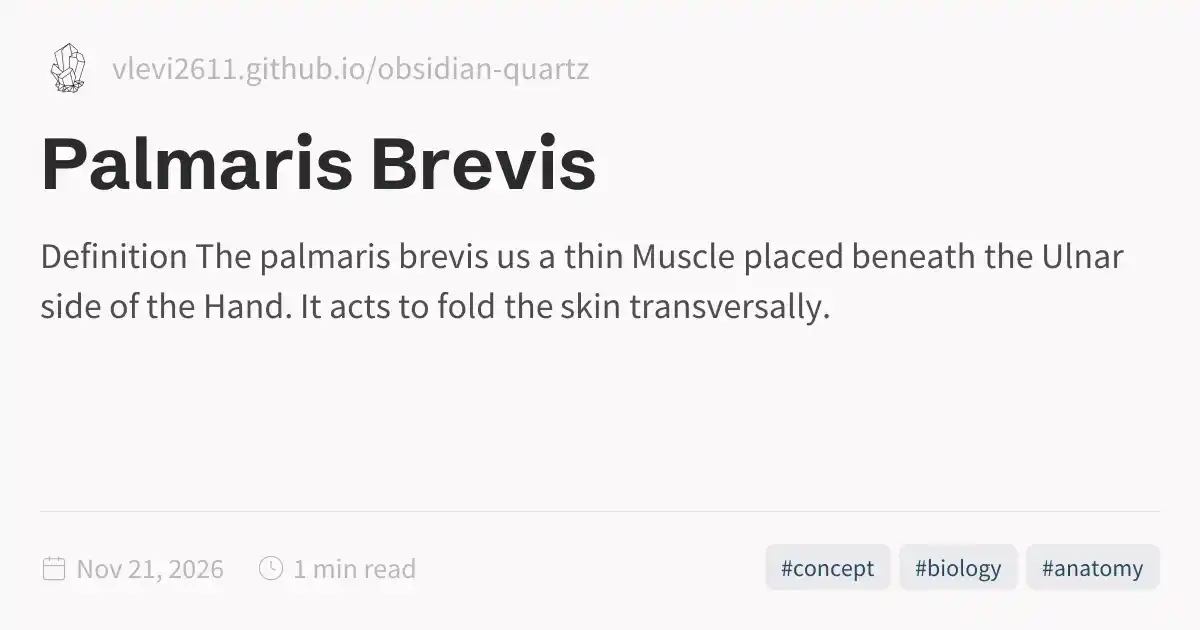 vlevi2611.github.io/obsidian-quartz
Palmaris Brevis
Definition The palmaris brevis us a thin Muscle placed beneath the Ulnar
side of the Hand. It acts to fold the skin transversally.
Nov 21, 2026 1 min read #concept #biology #anatomy